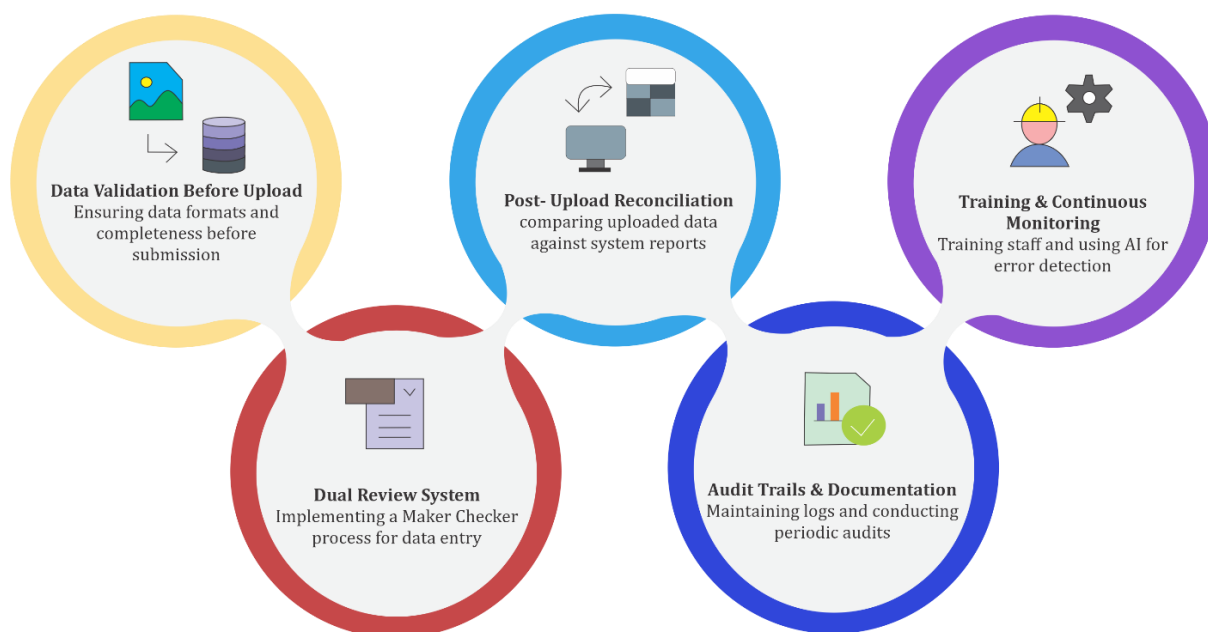 Data Validation Before Upload
Ensuring data formats and
completeness before
submission
Dual Review System
Implementing a Maker Checker
process for data entry
Post- Upload Reconciliation
comparing uploaded data
against system reports
Audit Trails & Documentation
Maintaining logs and conducting
periodic audits
Training & Continuous
Monitoring
Training staff and using AI for
error detection